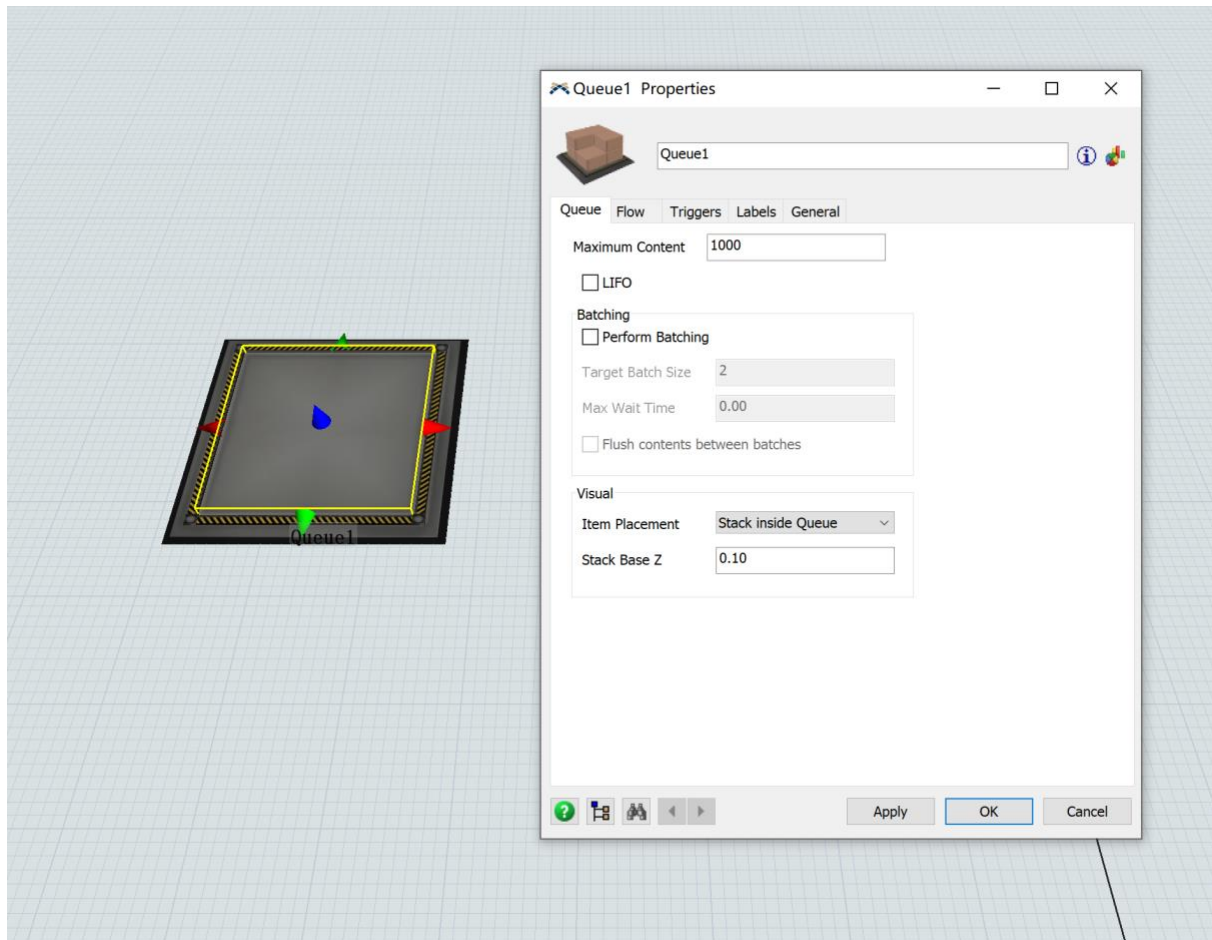 Queue1 Properties
Queue1
Queue Flow Triggers Labels General
Maximum Content 1000
LIFO
Batching
Perform Batching
Target Batch Size 2
Max Wait Time 0.00
Flush contents between batches
Visual
Item Placement Stack inside Queue
Stack Base Z 0.10
Queue1
Apply OK Cancel